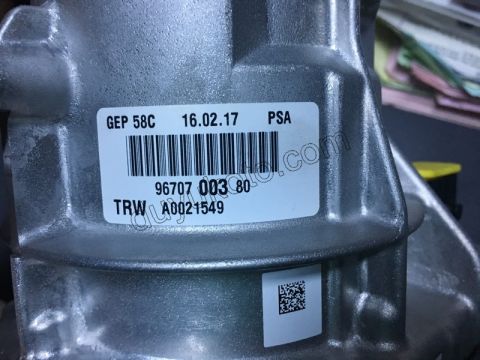 GEP 58C 16.02.17 PSA
96707 003 80
TRW A0021549